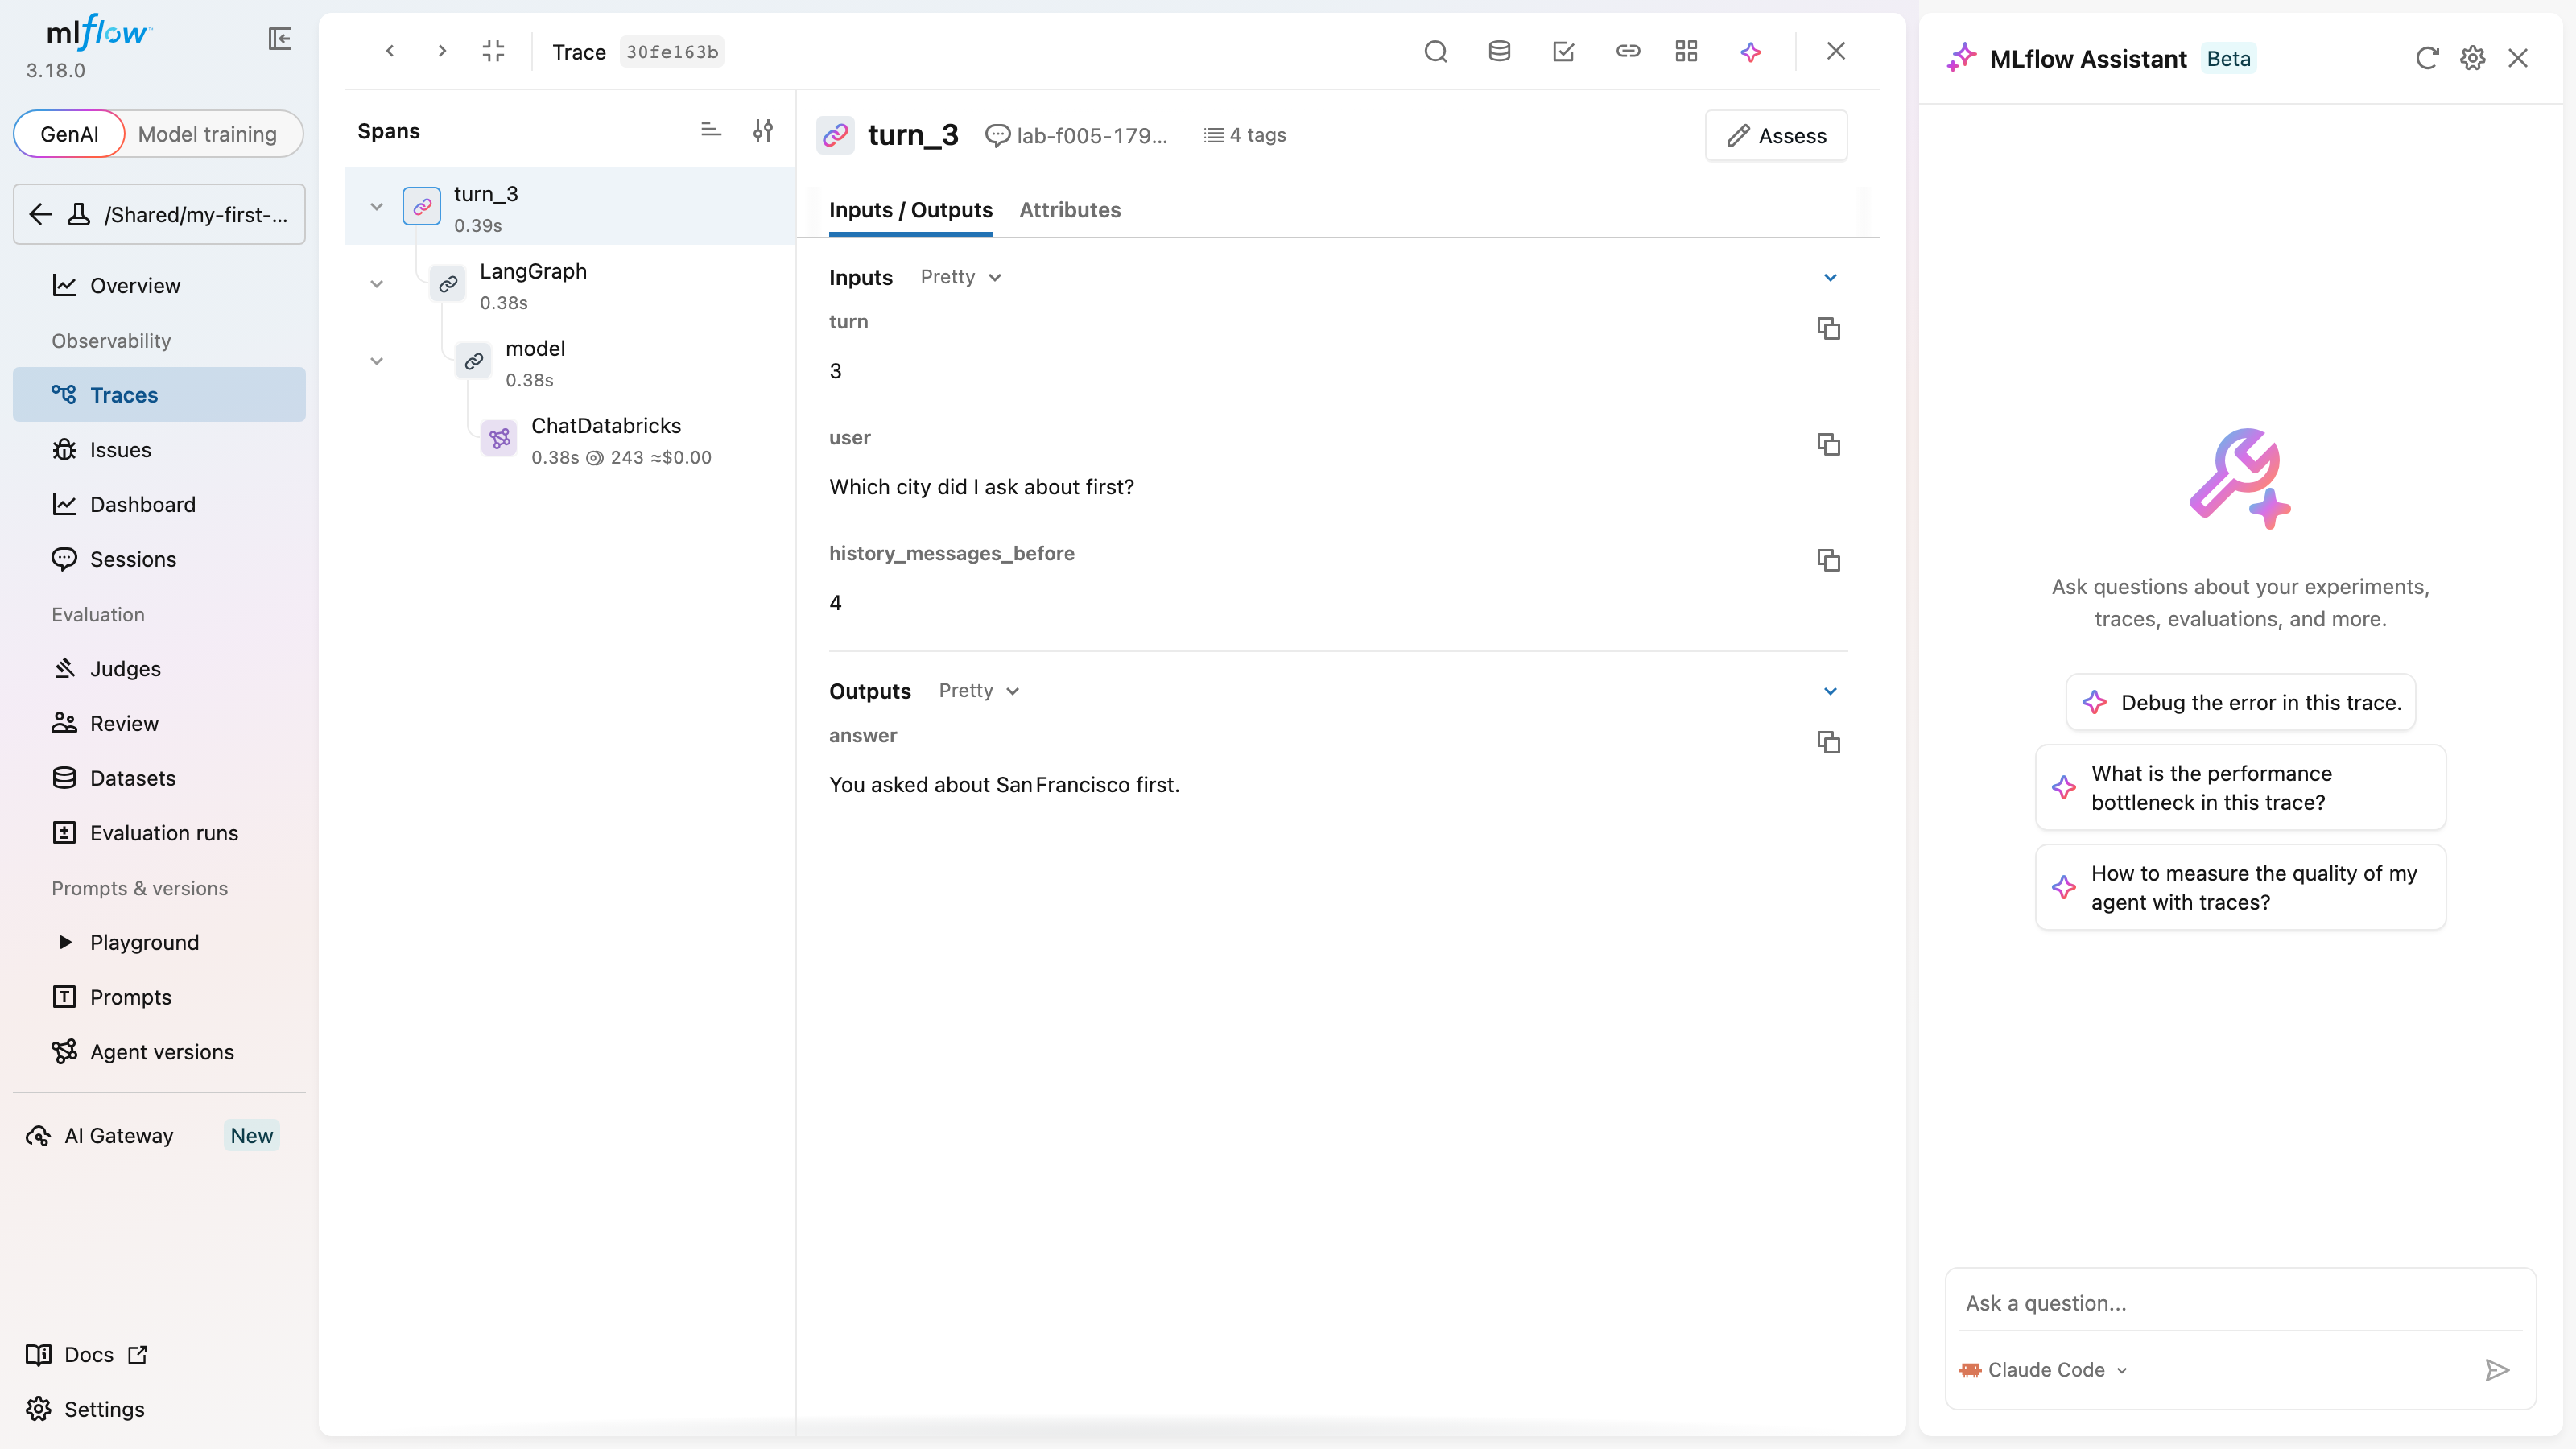 mlflow
3.18.0
GenAI
Model training
/Shared/my-first-...
Overview
Observability
Traces
Issues
Dashboard
Sessions
Evaluation
Judges
Review
Datasets
Evaluation runs
Prompts & versions
Playground
Prompts
Agent versions
AI Gateway New
Docs
Settings
Trace 30fe163b
Spans
turn_3
0.39s
LangGraph
0.38s
model
0.38s
ChatDatabricks
0.38s 243 ≈$0.00
turn_3 lab-f005-179... 4 tags
Assess
Inputs / Outputs Attributes
Inputs Pretty
turn
3
user
Which city did I ask about first?
history_messages_before
4
Outputs Pretty
answer
You asked about San Francisco first.
MLflow Assistant Beta
Ask questions about your experiments,
traces, evaluations, and more.
Debug the error in this trace.
What is the performance
bottleneck in this trace?
How to measure the quality of my
agent with traces?
Ask a question...
Claude Code